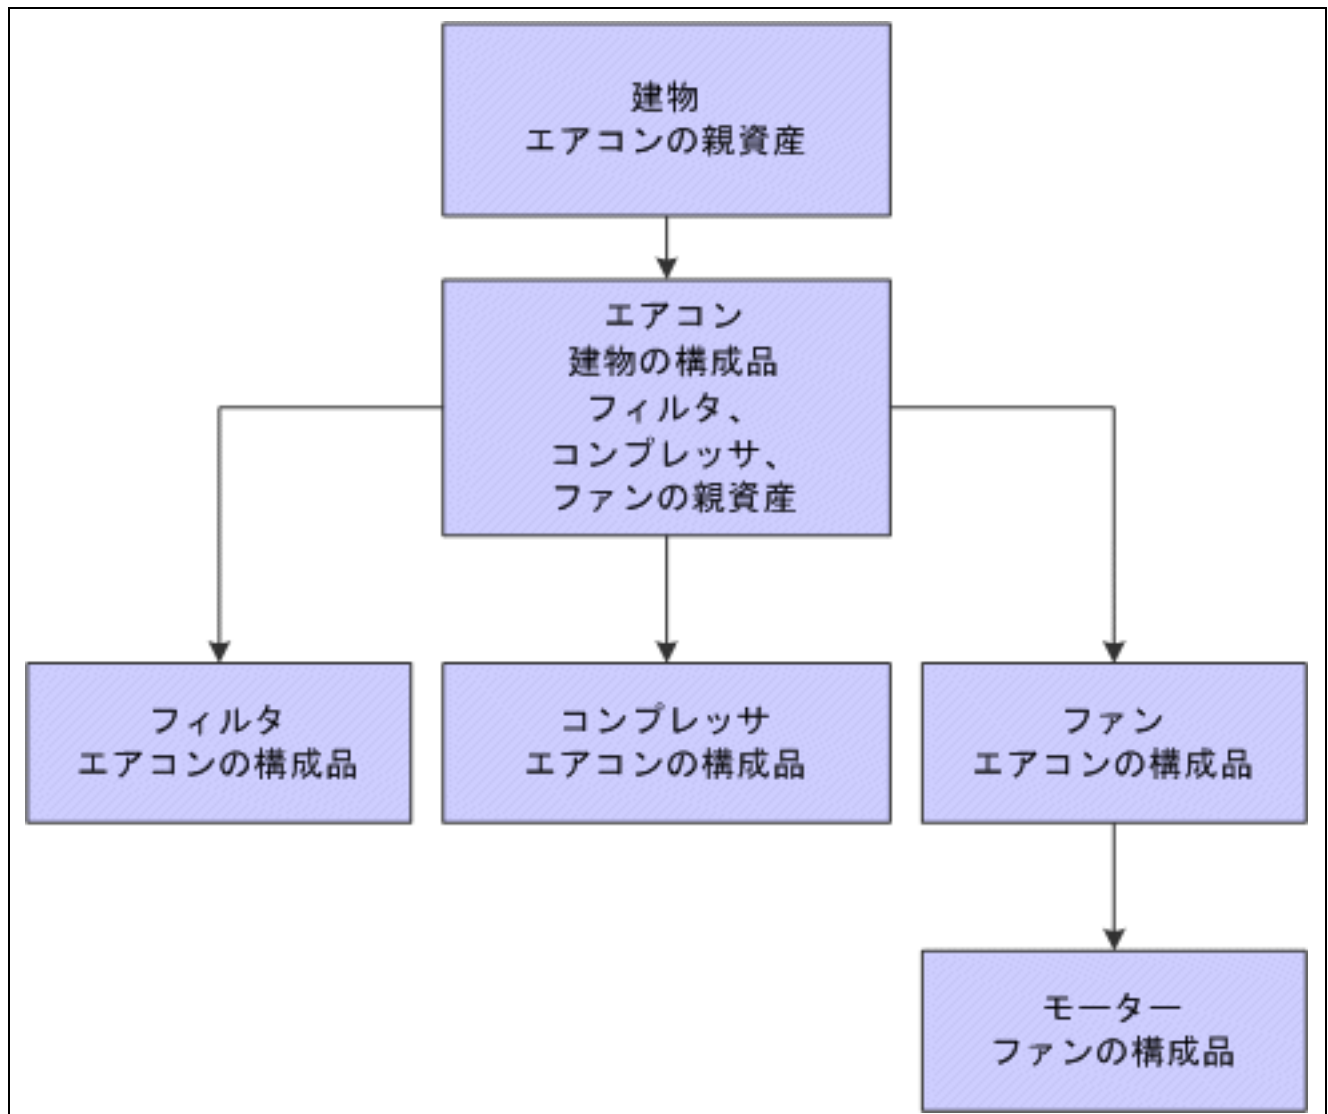 建物
エアコンの親資産
エアコン
建物の構成品
フィルタ、
コンプレッサ、
ファンの親資産
フィルタ
エアコンの構成品
コンプレッサ
エアコンの構成品
ファン
エアコンの構成品
モーター
ファンの構成品